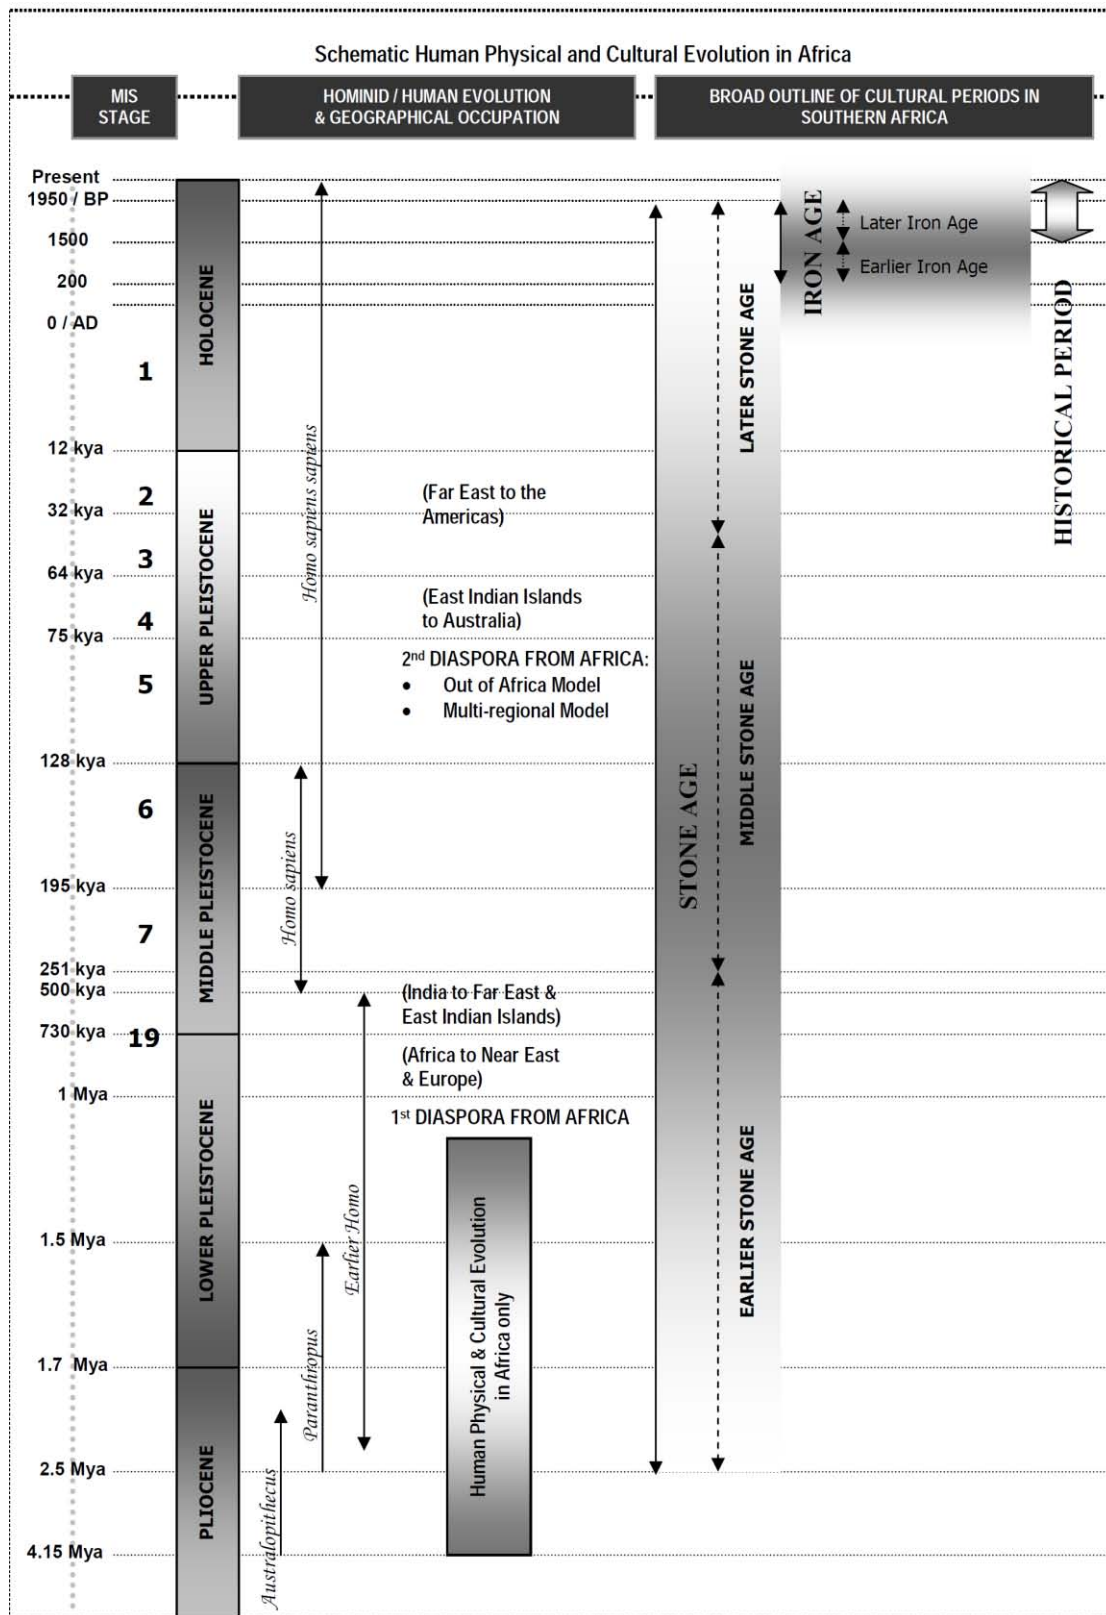 Schematic Human Physical and Cultural Evolution in Africa
MIS
STAGE
HOMINID / HUMAN EVOLUTION
& GEOGRAPHICAL OCCUPATION
BROAD OUTLINE OF CULTURAL PERIODS IN
SOUTHERN AFRICA
Present
1950 / BP
1500
200
0 / AD
12 kya
32 kya
64 kya
75 kya
128 kya
195 kya
251 kya
500 kya
730 kya
1 Mya
1.5 Mya
1.7 Mya
2.5 Mya
4.15 Mya
1
2
3
4
5
6
7
19
HOLOCENE
UPPER PLEISTOCENE
MIDDLE PLEISTOCENE
LOWER PLEISTOCENE
PLIOCENE
Homo sapiens sapiens
Homo sapiens
Earlier Homo
Paranthropus
Australopithecus
(Far East to the
Americas)
(East Indian Islands
to Australia)
2nd DIASPORA FROM AFRICA:
• Out of Africa Model
• Multi-regional Model
(India to Far East &
East Indian Islands)
(Africa to Near East
& Europe)
1st DIASPORA FROM AFRICA
Human Physical & Cultural Evolution
in Africa only
STONE AGE
LATER STONE AGE
MIDDLE STONE AGE
EARLIER STONE AGE
IRON AGE
Later Iron Age
Earlier Iron Age
HISTORICAL PERIOD